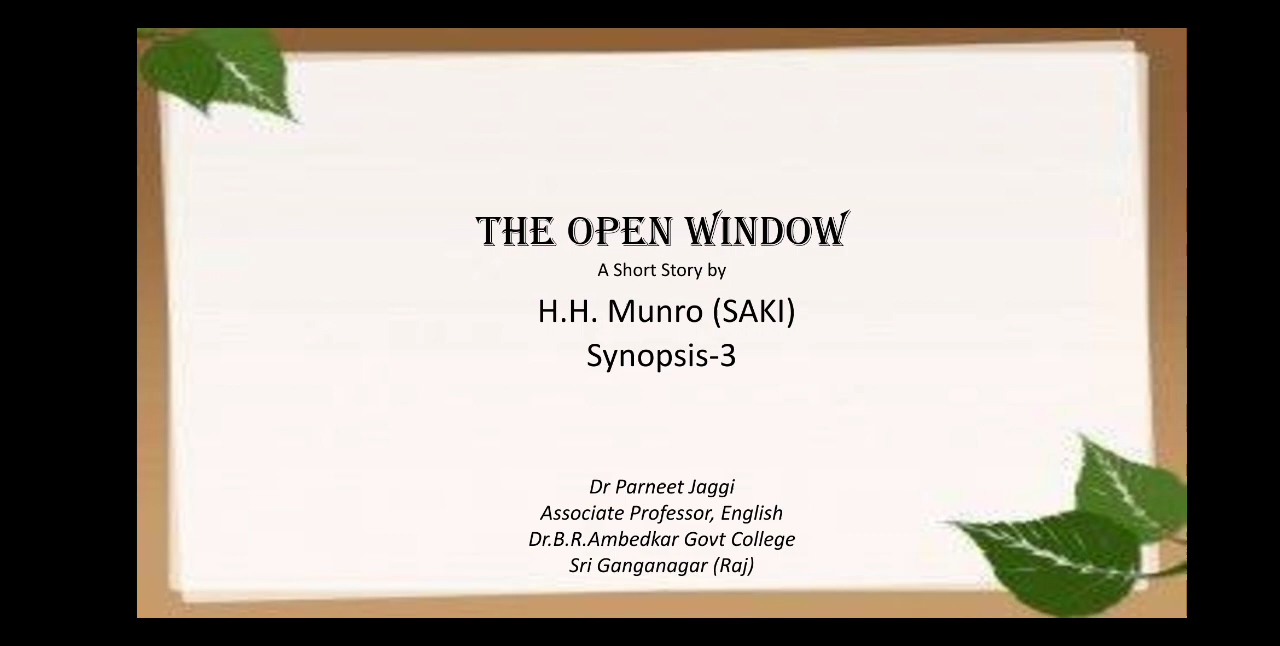 THE OPEN WINDOW
A Short Story by
H.H. Munro (SAKI)
Synopsis-3
Dr Parneet Jaggi
Associate Professor, English
Dr.B.R.Ambedkar Govt College
Sri Ganganagar (Raj)